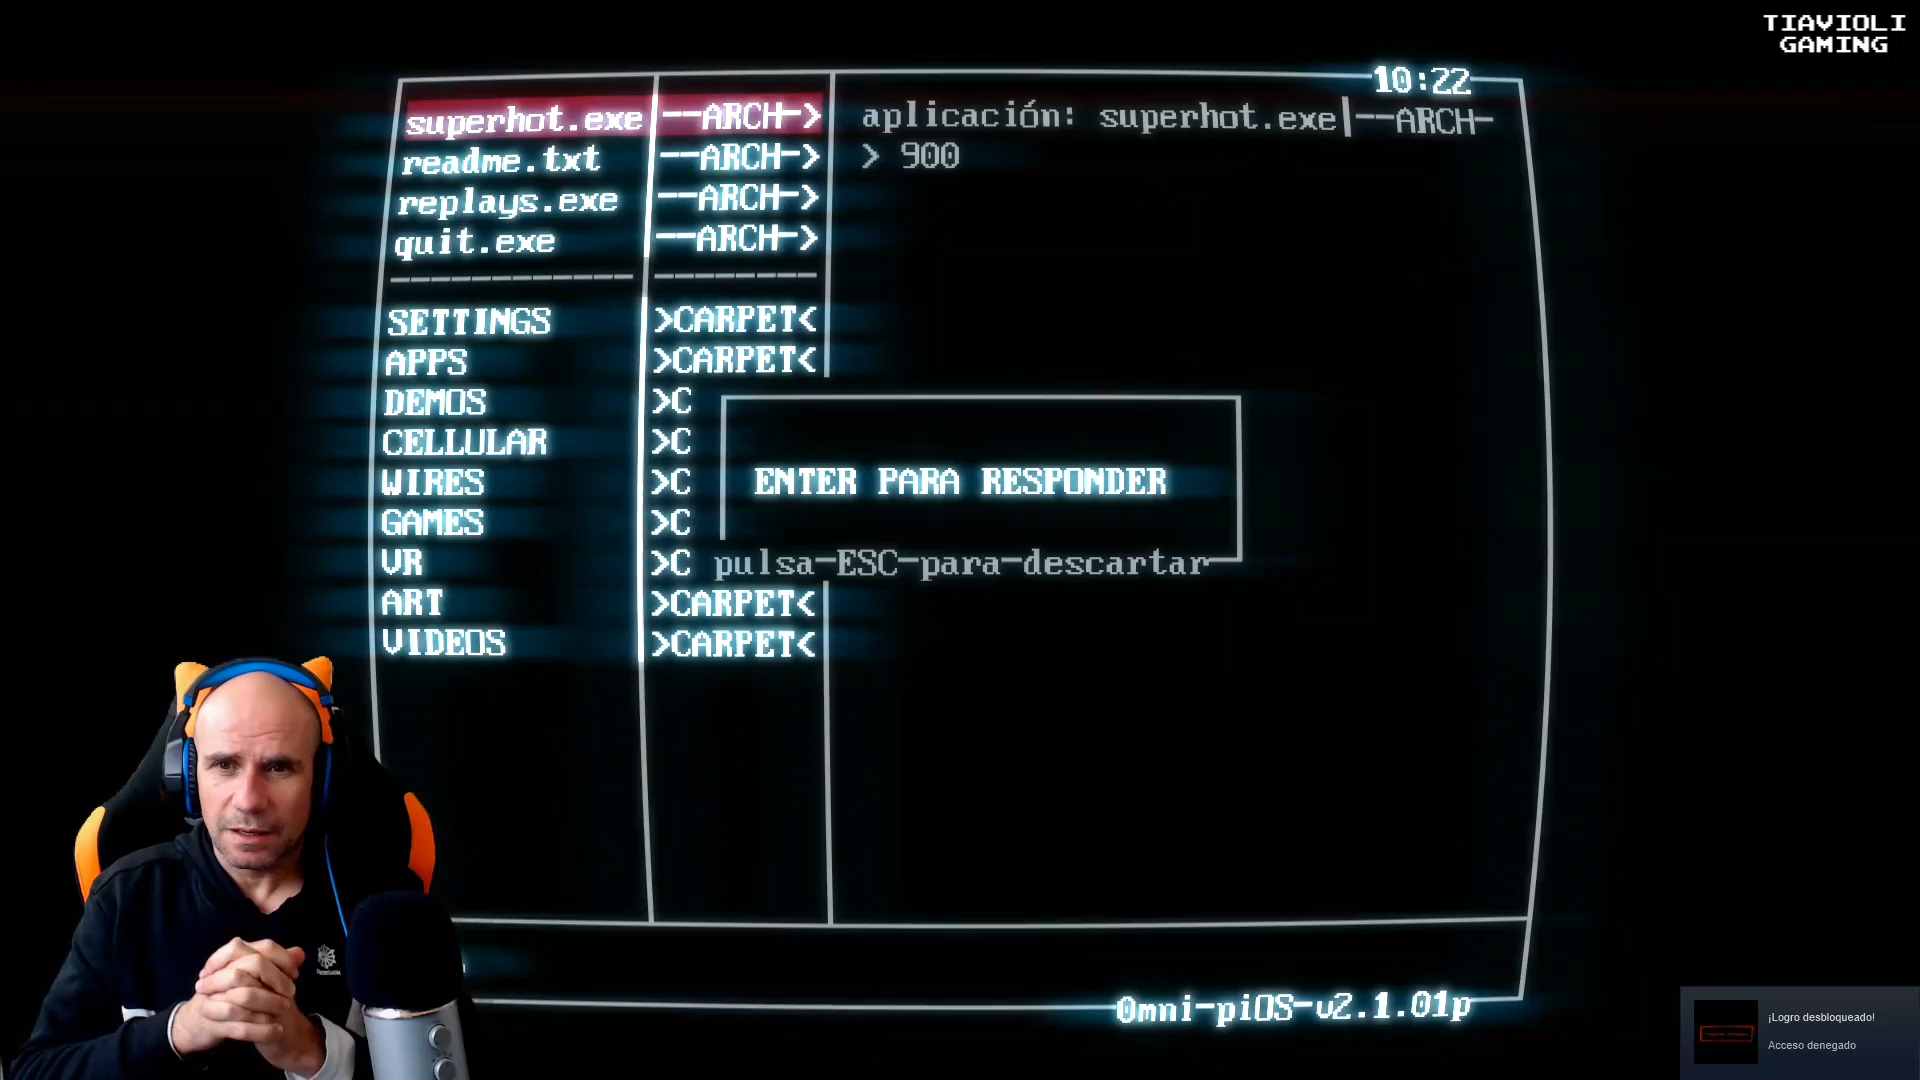 TIAVIOLI
GAMING
10:22
superhot.exe --ARCH->
readme.txt --ARCH->
replays.exe --ARCH->
quit.exe --ARCH->
aplicación: superhot.exe|--ARCH-
> 900
SETTINGS >CARPET<
APPS >CARPET<
DEMOS >C
CELLULAR >C
WIRES >C
GAMES >C
VR >C
ART >CARPET<
VIDEOS >CARPET<
ENTER PARA RESPONDER
pulsa-ESC-para-descartar
0mni-piOS-v2.1.01p
¡Logro desbloqueado!
Acceso denegado